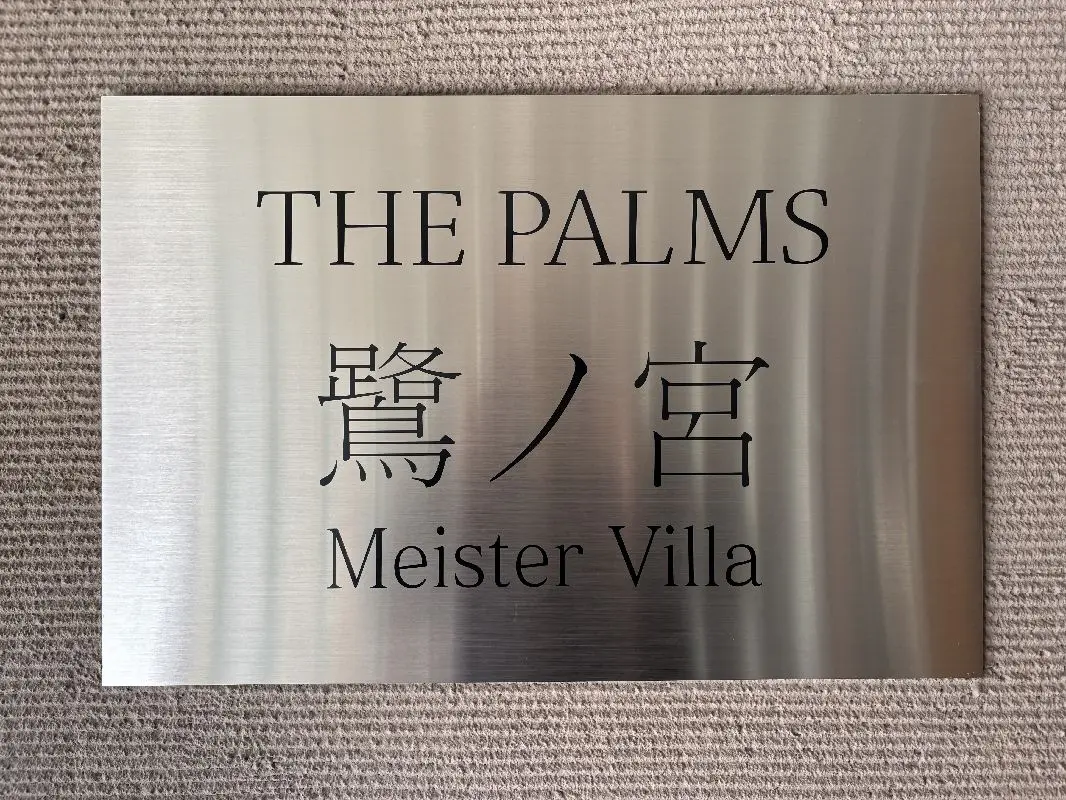 THE PALMS
鷺ノ宮
Meister Villa